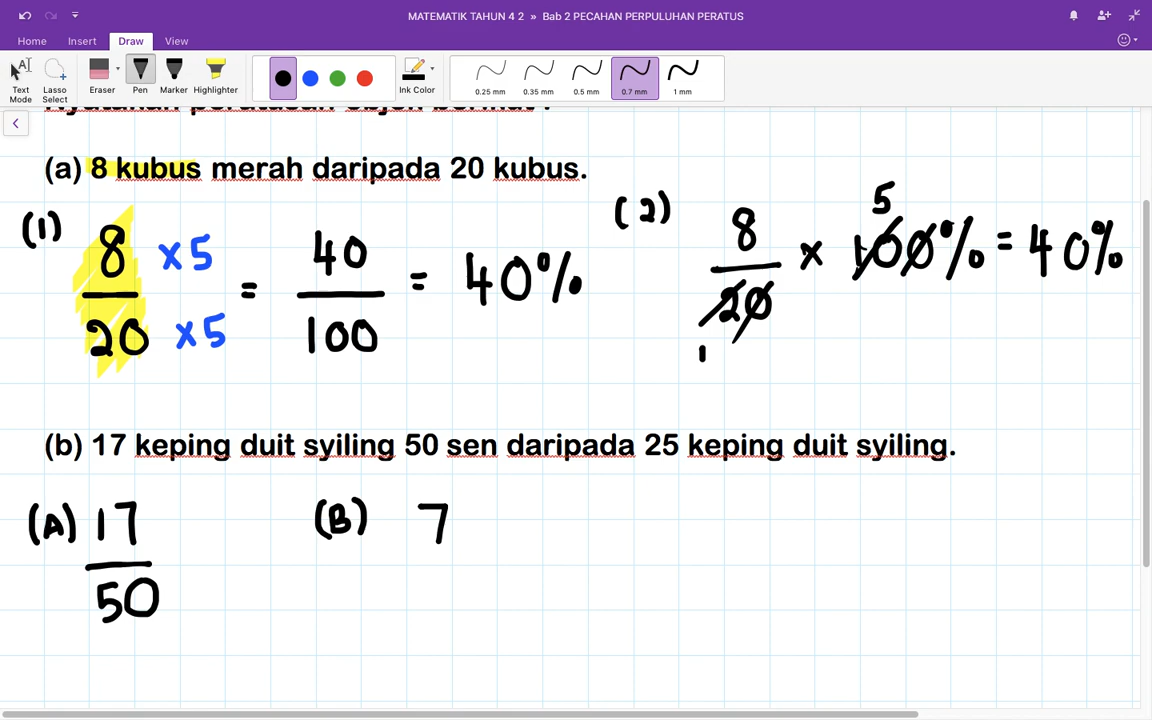 MATEMATIK TAHUN 4 2 » Bab 2 PECAHAN PERPULUHAN PERATUS
Home Insert Draw View
Text Mode
Lasso Select
Eraser
Pen
Marker
Highlighter
Ink Color
0.25 mm
0.35 mm
0.5 mm
0.7 mm
1 mm
(a) 8 kubus merah daripada 20 kubus.
(1) 8/20 ×5 ×5 = 40/100 = 40%
(2) 8/20 × 100% = 40%
5
1
(b) 17 keping duit syiling 50 sen daripada 25 keping duit syiling.
(A) 17/50
(B) 7